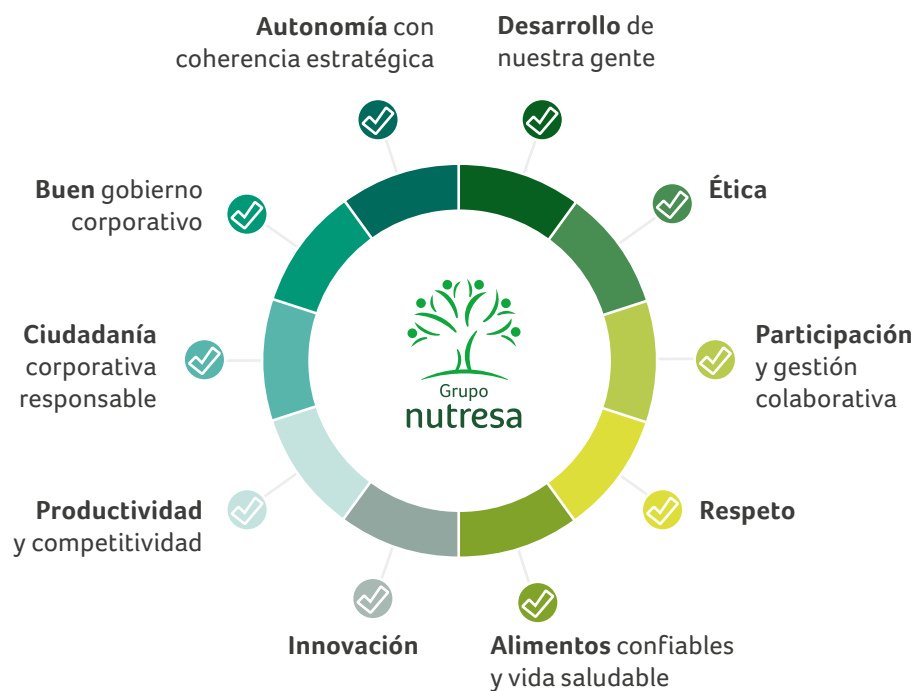 Autonomía con
coherencia estratégica
Desarrollo de
nuestra gente
Buen gobierno
corporativo
Ética
Ciudadanía
corporativa
responsable
Grupo
nutresa
Participación
y gestión
colaborativa
Productividad
y competitividad
Respeto
Innovación
Alimentos confiables
y vida saludable